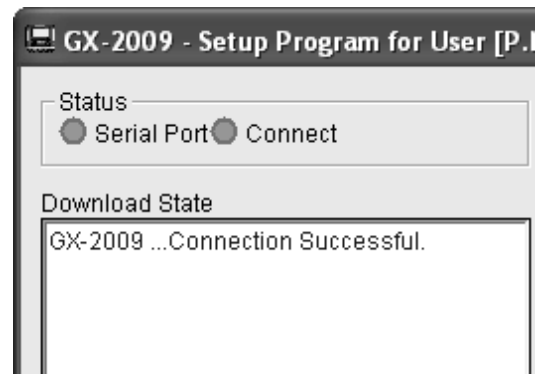 GX-2009 - Setup Program for User [P.
Status
Serial Port Connect
Download State
GX-2009 ...Connection Successful.